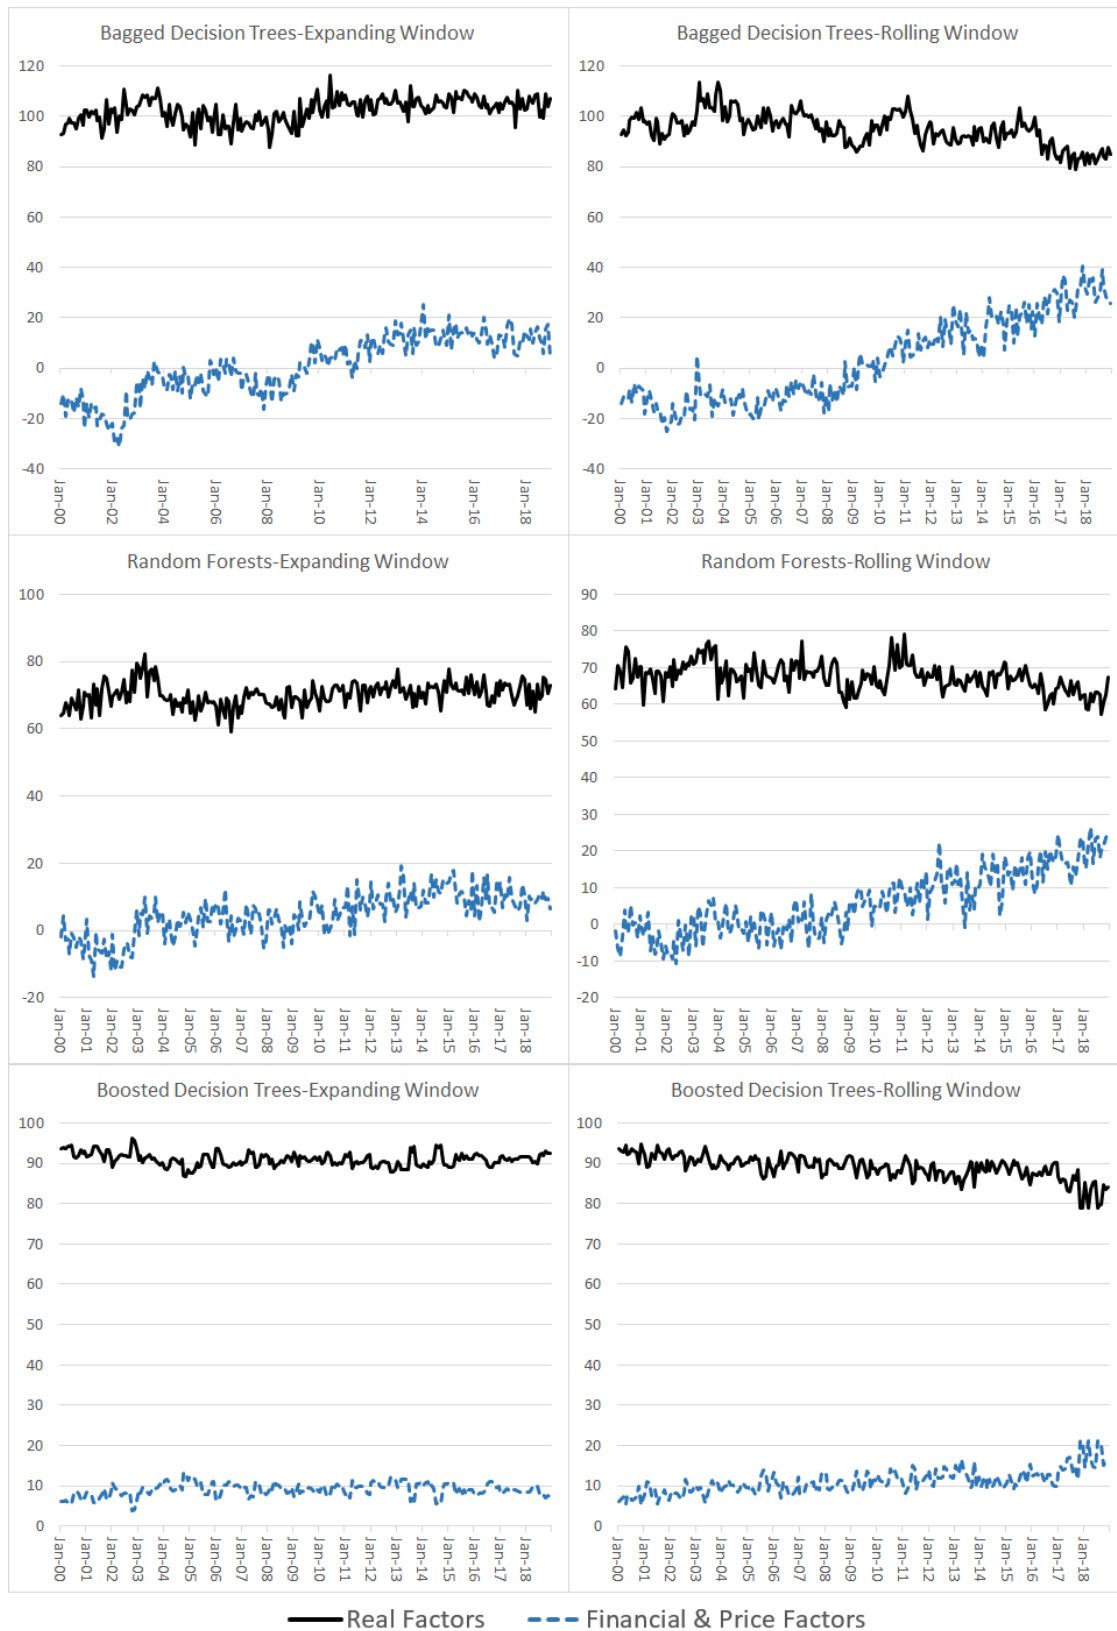 Bagged Decision Trees-Expanding Window
120
100
80
60
40
20
0
-20
-40
Jan-00
Jan-02
Jan-04
Jan-06
Jan-08
Jan-10
Jan-12
Jan-14
Jan-16
Jan-18
Bagged Decision Trees-Rolling Window
120
100
80
60
40
20
0
-20
-40
Jan-00
Jan-01
Jan-02
Jan-03
Jan-04
Jan-05
Jan-06
Jan-07
Jan-08
Jan-09
Jan-10
Jan-11
Jan-12
Jan-13
Jan-14
Jan-15
Jan-16
Jan-17
Jan-18
Random Forests-Expanding Window
100
80
60
40
20
0
-20
Jan-00
Jan-01
Jan-02
Jan-03
Jan-04
Jan-05
Jan-06
Jan-07
Jan-08
Jan-09
Jan-10
Jan-11
Jan-12
Jan-13
Jan-14
Jan-15
Jan-16
Jan-17
Jan-18
Random Forests-Rolling Window
90
80
70
60
50
40
30
20
10
0
-10
-20
Jan-00
Jan-01
Jan-02
Jan-03
Jan-04
Jan-05
Jan-06
Jan-07
Jan-08
Jan-09
Jan-10
Jan-11
Jan-12
Jan-13
Jan-14
Jan-15
Jan-16
Jan-17
Jan-18
Boosted Decision Trees-Expanding Window
100
90
80
70
60
50
40
30
20
10
0
Jan-00
Jan-01
Jan-02
Jan-03
Jan-04
Jan-05
Jan-06
Jan-07
Jan-08
Jan-09
Jan-10
Jan-11
Jan-12
Jan-13
Jan-14
Jan-15
Jan-16
Jan-17
Jan-18
Boosted Decision Trees-Rolling Window
100
90
80
70
60
50
40
30
20
10
0
Jan-00
Jan-01
Jan-02
Jan-03
Jan-04
Jan-05
Jan-06
Jan-07
Jan-08
Jan-09
Jan-10
Jan-11
Jan-12
Jan-13
Jan-14
Jan-15
Jan-16
Jan-17
Jan-18
Real Factors
Financial & Price Factors